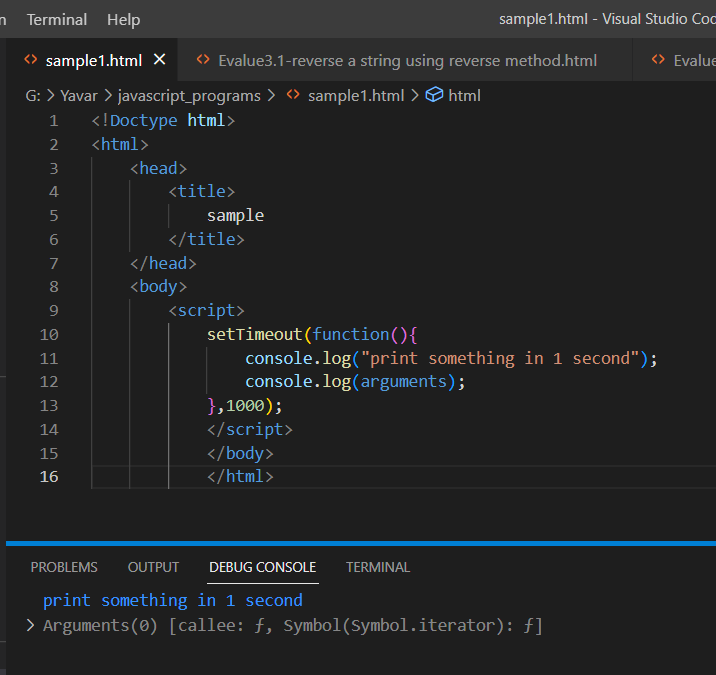 n Terminal Help sample1.html - Visual Studio Coo
sample1.html × Evalue3.1-reverse a string using reverse method.html Evalue
G: > Yavar > javascript_programs > sample1.html > html
1 <!Doctype html>
2 <html>
3 <head>
4 <title>
5 sample
6 </title>
7 </head>
8 <body>
9 <script>
10 setTimeout(function(){
11 console.log("print something in 1 second");
12 console.log(arguments);
13 },1000);
14 </script>
15 </body>
16 </html>
PROBLEMS OUTPUT DEBUG CONSOLE TERMINAL
print something in 1 second
> Arguments(0) [callee: ƒ, Symbol(Symbol.iterator): ƒ]